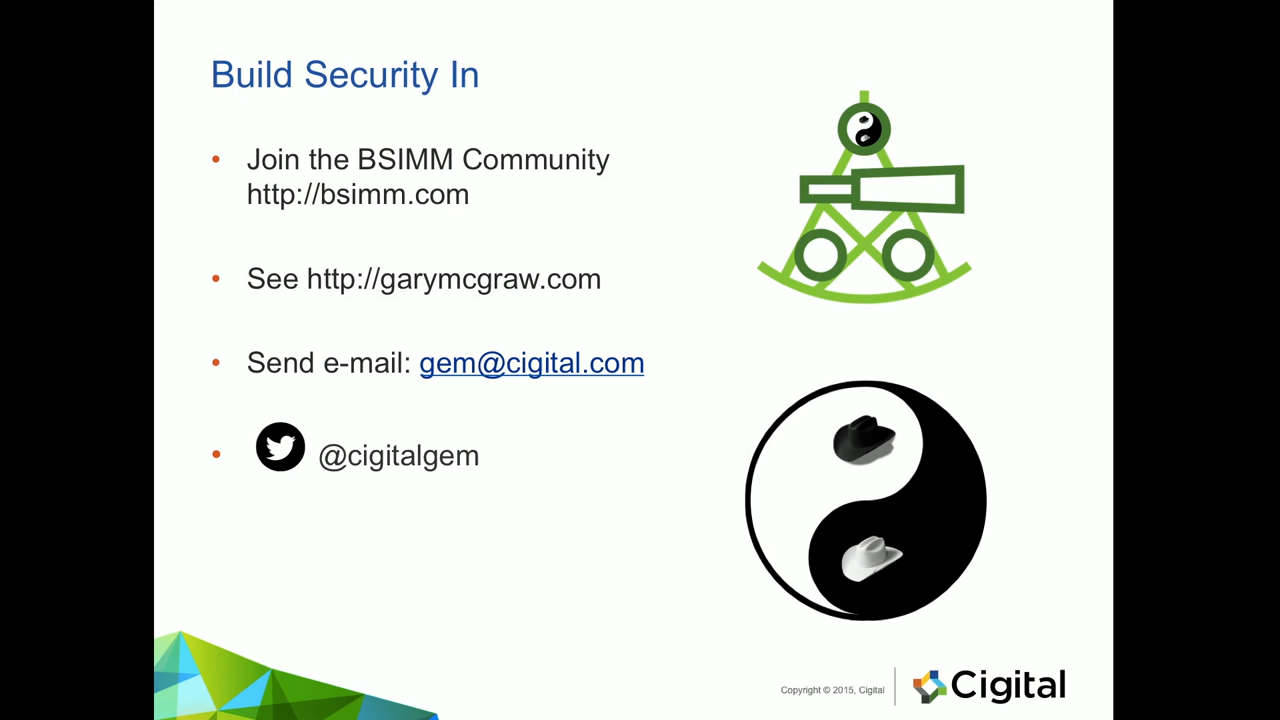 Build Security In
• Join the BSIMM Community
http://bsimm.com
• See http://garymcgraw.com
• Send e-mail: gem@cigital.com
• @cigitalgem
Copyright © 2015, Cigital
Cigital